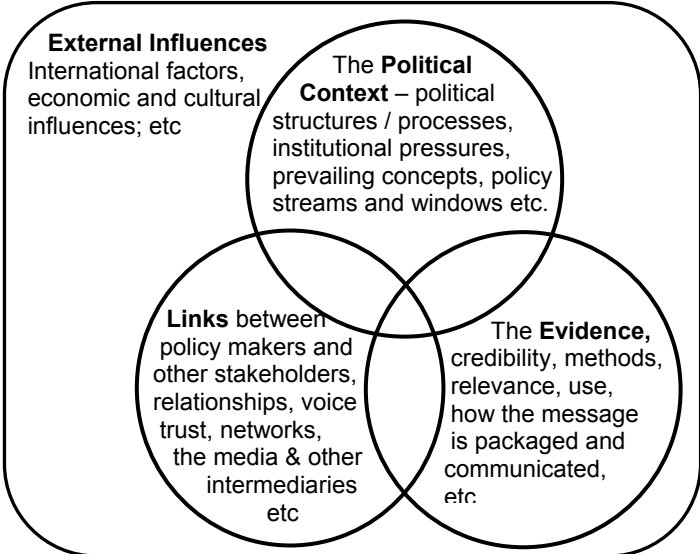 External Influences
International factors,
economic and cultural
influences; etc
The Political
Context – political
structures / processes,
institutional pressures,
prevailing concepts, policy
streams and windows etc.
Links between
policy makers and
other stakeholders,
relationships, voice
trust, networks,
the media & other
intermediaries
etc
The Evidence,
credibility, methods,
relevance, use,
how the message
is packaged and
communicated,
etc